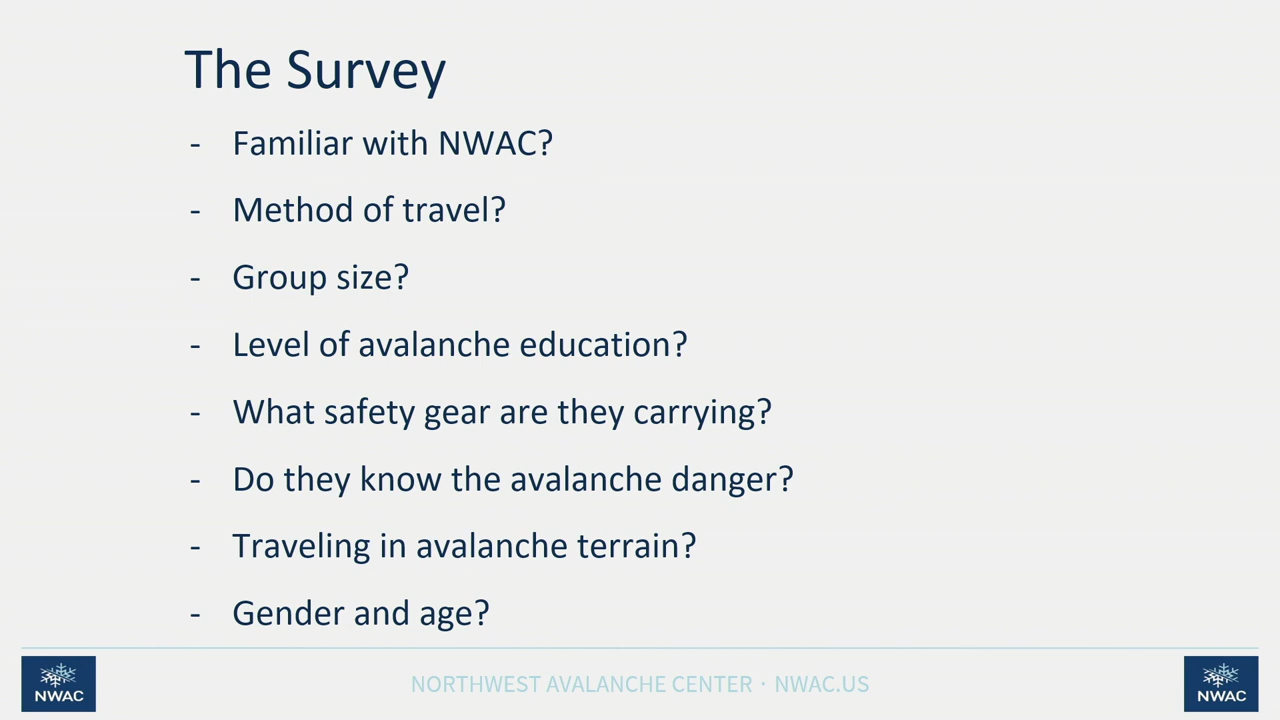 The Survey
- Familiar with NWAC?
- Method of travel?
- Group size?
- Level of avalanche education?
- What safety gear are they carrying?
- Do they know the avalanche danger?
- Traveling in avalanche terrain?
- Gender and age?
NWAC
NORTHWEST AVALANCHE CENTER · NWAC.US
NWAC